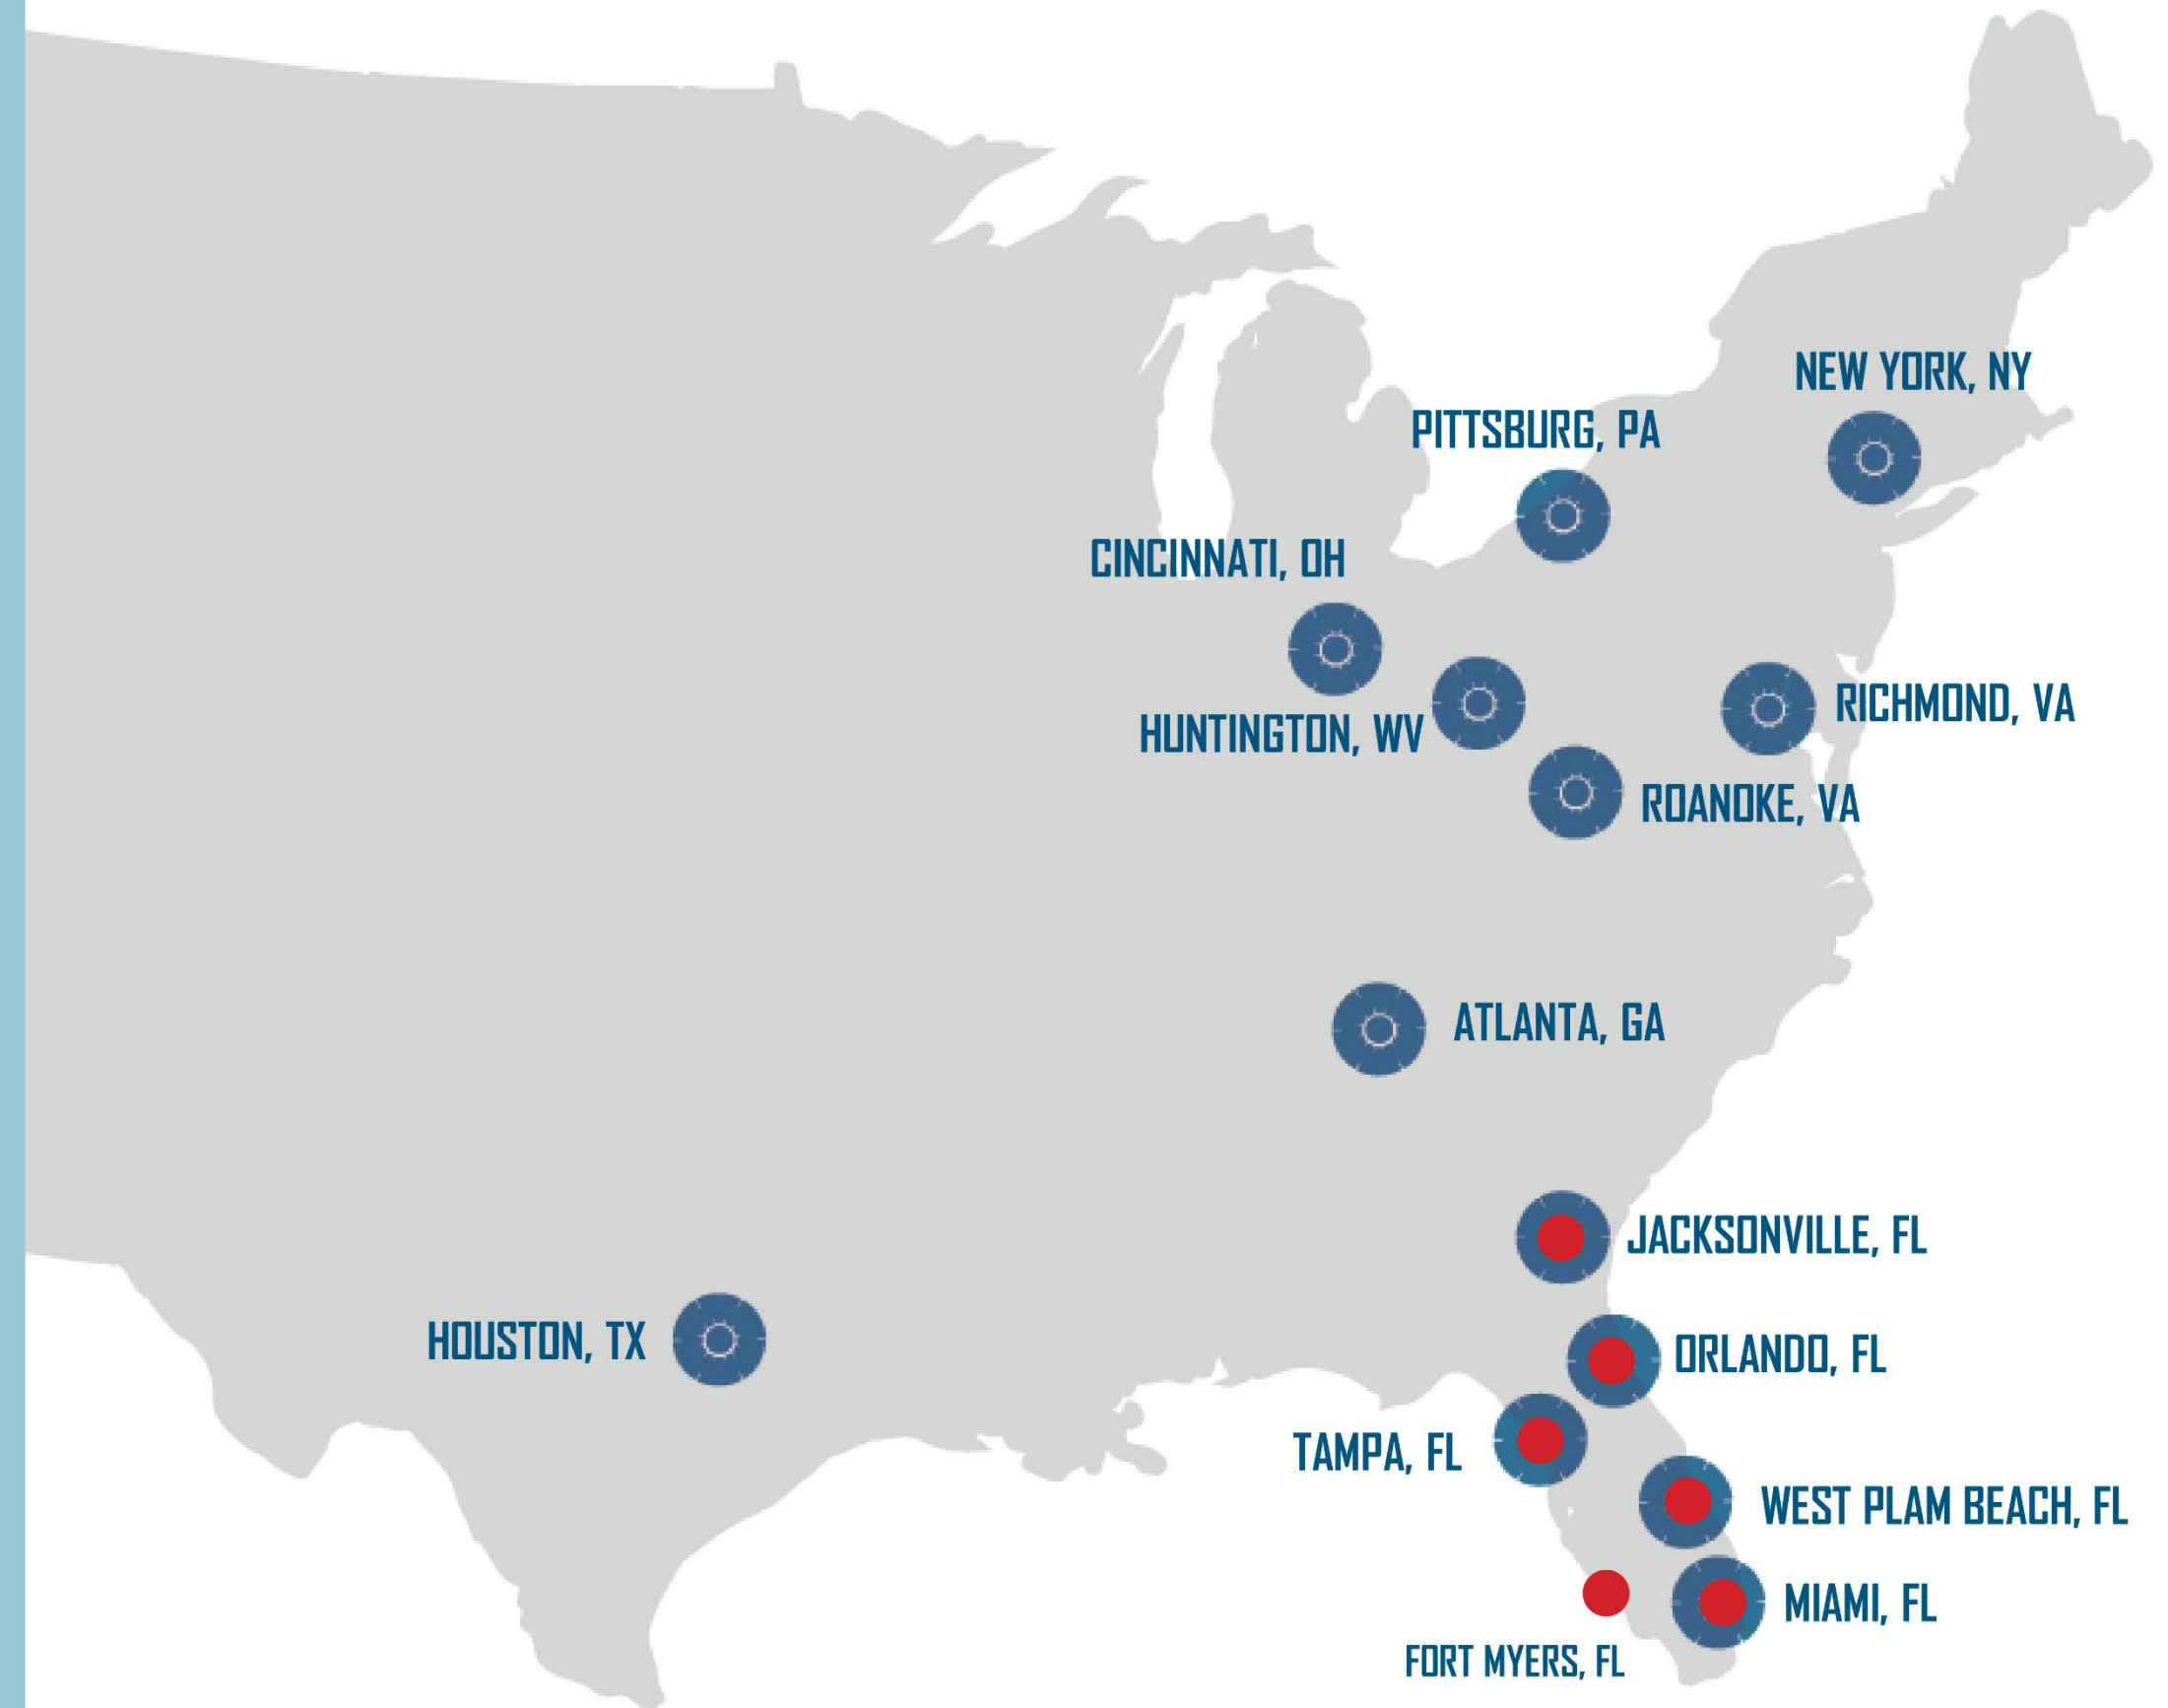 NEW YORK, NY
PITTSBURG, PA
CINCINNATI, OH
RICHMOND, VA
HUNTINGTON, WV
ROANOKE, VA
ATLANTA, GA
JACKSONVILLE, FL
HOUSTON, TX
ORLANDO, FL
TAMPA, FL
WEST PLAM BEACH, FL
MIAMI, FL
FORT MYERS, FL